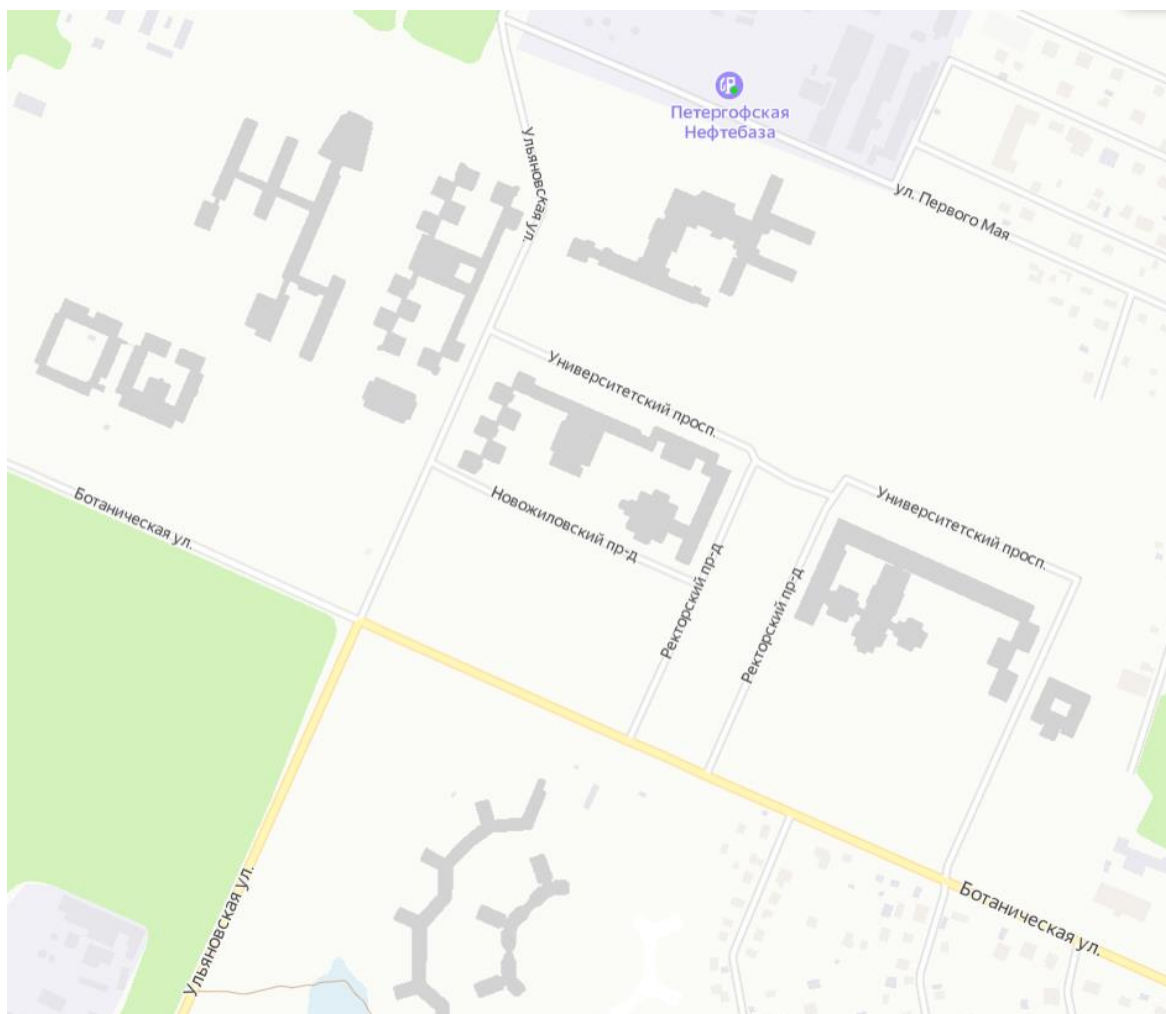 Петергофская
Нефтебаза
Ульяновская ул.
ул. Первого Мая
Университетский просп.
Ботаническая ул.
Новожиловский пр-д
Университетский просп.
Ректорский пр-д
Ректорский пр-д
Ульяновская ул.
Ботаническая ул.